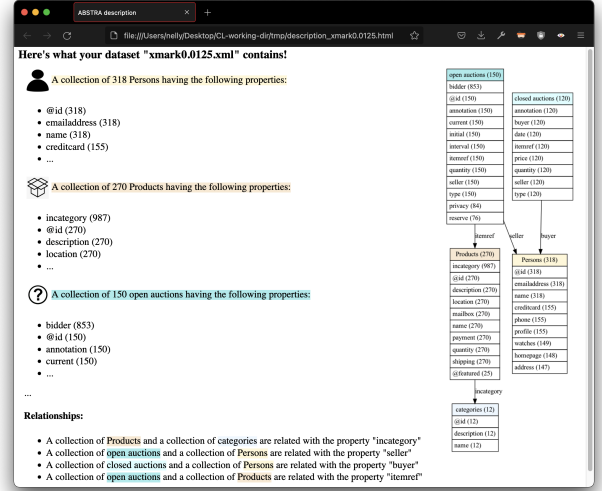 ABSTRA description
file:///Users/nelly/Desktop/CL-working-dir/tmp/description_xmark0.0125.html
Here's what your dataset "xmark0.0125.xml" contains!
A collection of 318 Persons having the following properties:
• @id (318)
• emailaddress (318)
• name (318)
• creditcard (155)
• ...
A collection of 270 Products having the following properties:
• incategory (987)
• @id (270)
• description (270)
• location (270)
• ...
A collection of 150 open auctions having the following properties:
• bidder (853)
• @id (150)
• annotation (150)
• current (150)
• ...
...
Relationships:
• A collection of Products and a collection of categories are related with the property "incategory"
• A collection of open auctions and a collection of Persons are related with the property "seller"
• A collection of closed auctions and a collection of Persons are related with the property "buyer"
• A collection of open auctions and a collection of Products are related with the property "itemref"
open auctions (150)
bidder (853)
@id (150)
annotation (150)
current (150)
initial (150)
interval (150)
itemref (150)
quantity (150)
seller (150)
type (150)
privacy (84)
reserve (76)
closed auctions (120)
annotation (120)
buyer (120)
date (120)
itemref (120)
price (120)
quantity (120)
seller (120)
type (120)
itemref
seller
buyer
Products (270)
incategory (987)
@id (270)
description (270)
location (270)
mailbox (270)
name (270)
payment (270)
quantity (270)
shipping (270)
@featured (25)
Persons (318)
@id (318)
emailaddress (318)
name (318)
creditcard (155)
phone (155)
profile (155)
watches (149)
homepage (148)
address (147)
incategory
categories (12)
@id (12)
description (12)
name (12)